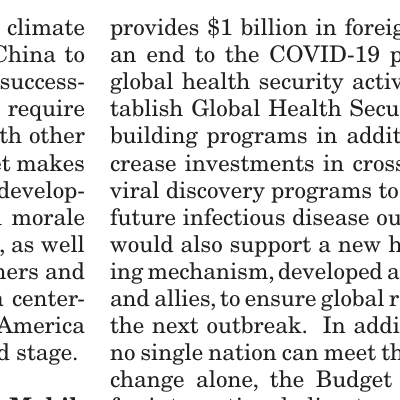 climate
China to
success-
require
th other
et makes
develop-
morale
, as well
ners and
center-
America
d stage.
provides $1 billion in foreig
an end to the COVID-19 p
global health security activ
tablish Global Health Secu
building programs in addit
crease investments in cross
viral discovery programs to
future infectious disease ou
would also support a new h
ing mechanism, developed a
and allies, to ensure global r
the next outbreak. In addi
no single nation can meet th
change alone, the Budget